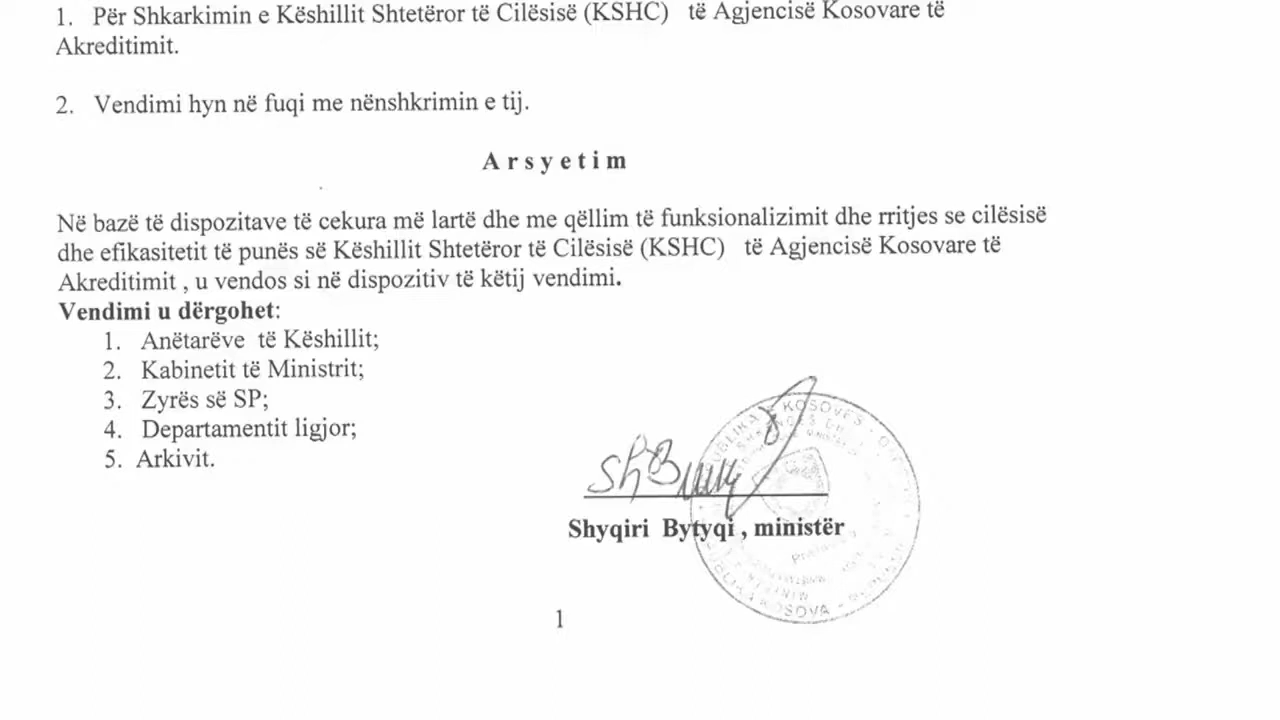 1. Për Shkarkimin e Këshillit Shtetëror të Cilësisë (KSHC) të Agjencisë Kosovare të
Akreditimit.
2. Vendimi hyn në fuqi me nënshkrimin e tij.
A r s y e t i m
Në bazë të dispozitave të cekura më lartë dhe me qëllim të funksionalizimit dhe rritjes se cilësisë
dhe efikasitetit të punës së Këshillit Shtetëror të Cilësisë (KSHC) të Agjencisë Kosovare të
Akreditimit , u vendos si në dispozitiv të këtij vendimi.
Vendimi u dërgohet:
1. Anëtarëve të Këshillit;
2. Kabinetit të Ministrit;
3. Zyrës së SP;
4. Departamentit ligjor;
5. Arkivit.
Shyqiri Bytyqi , ministër
KOSOVËS
KOSOVA
1